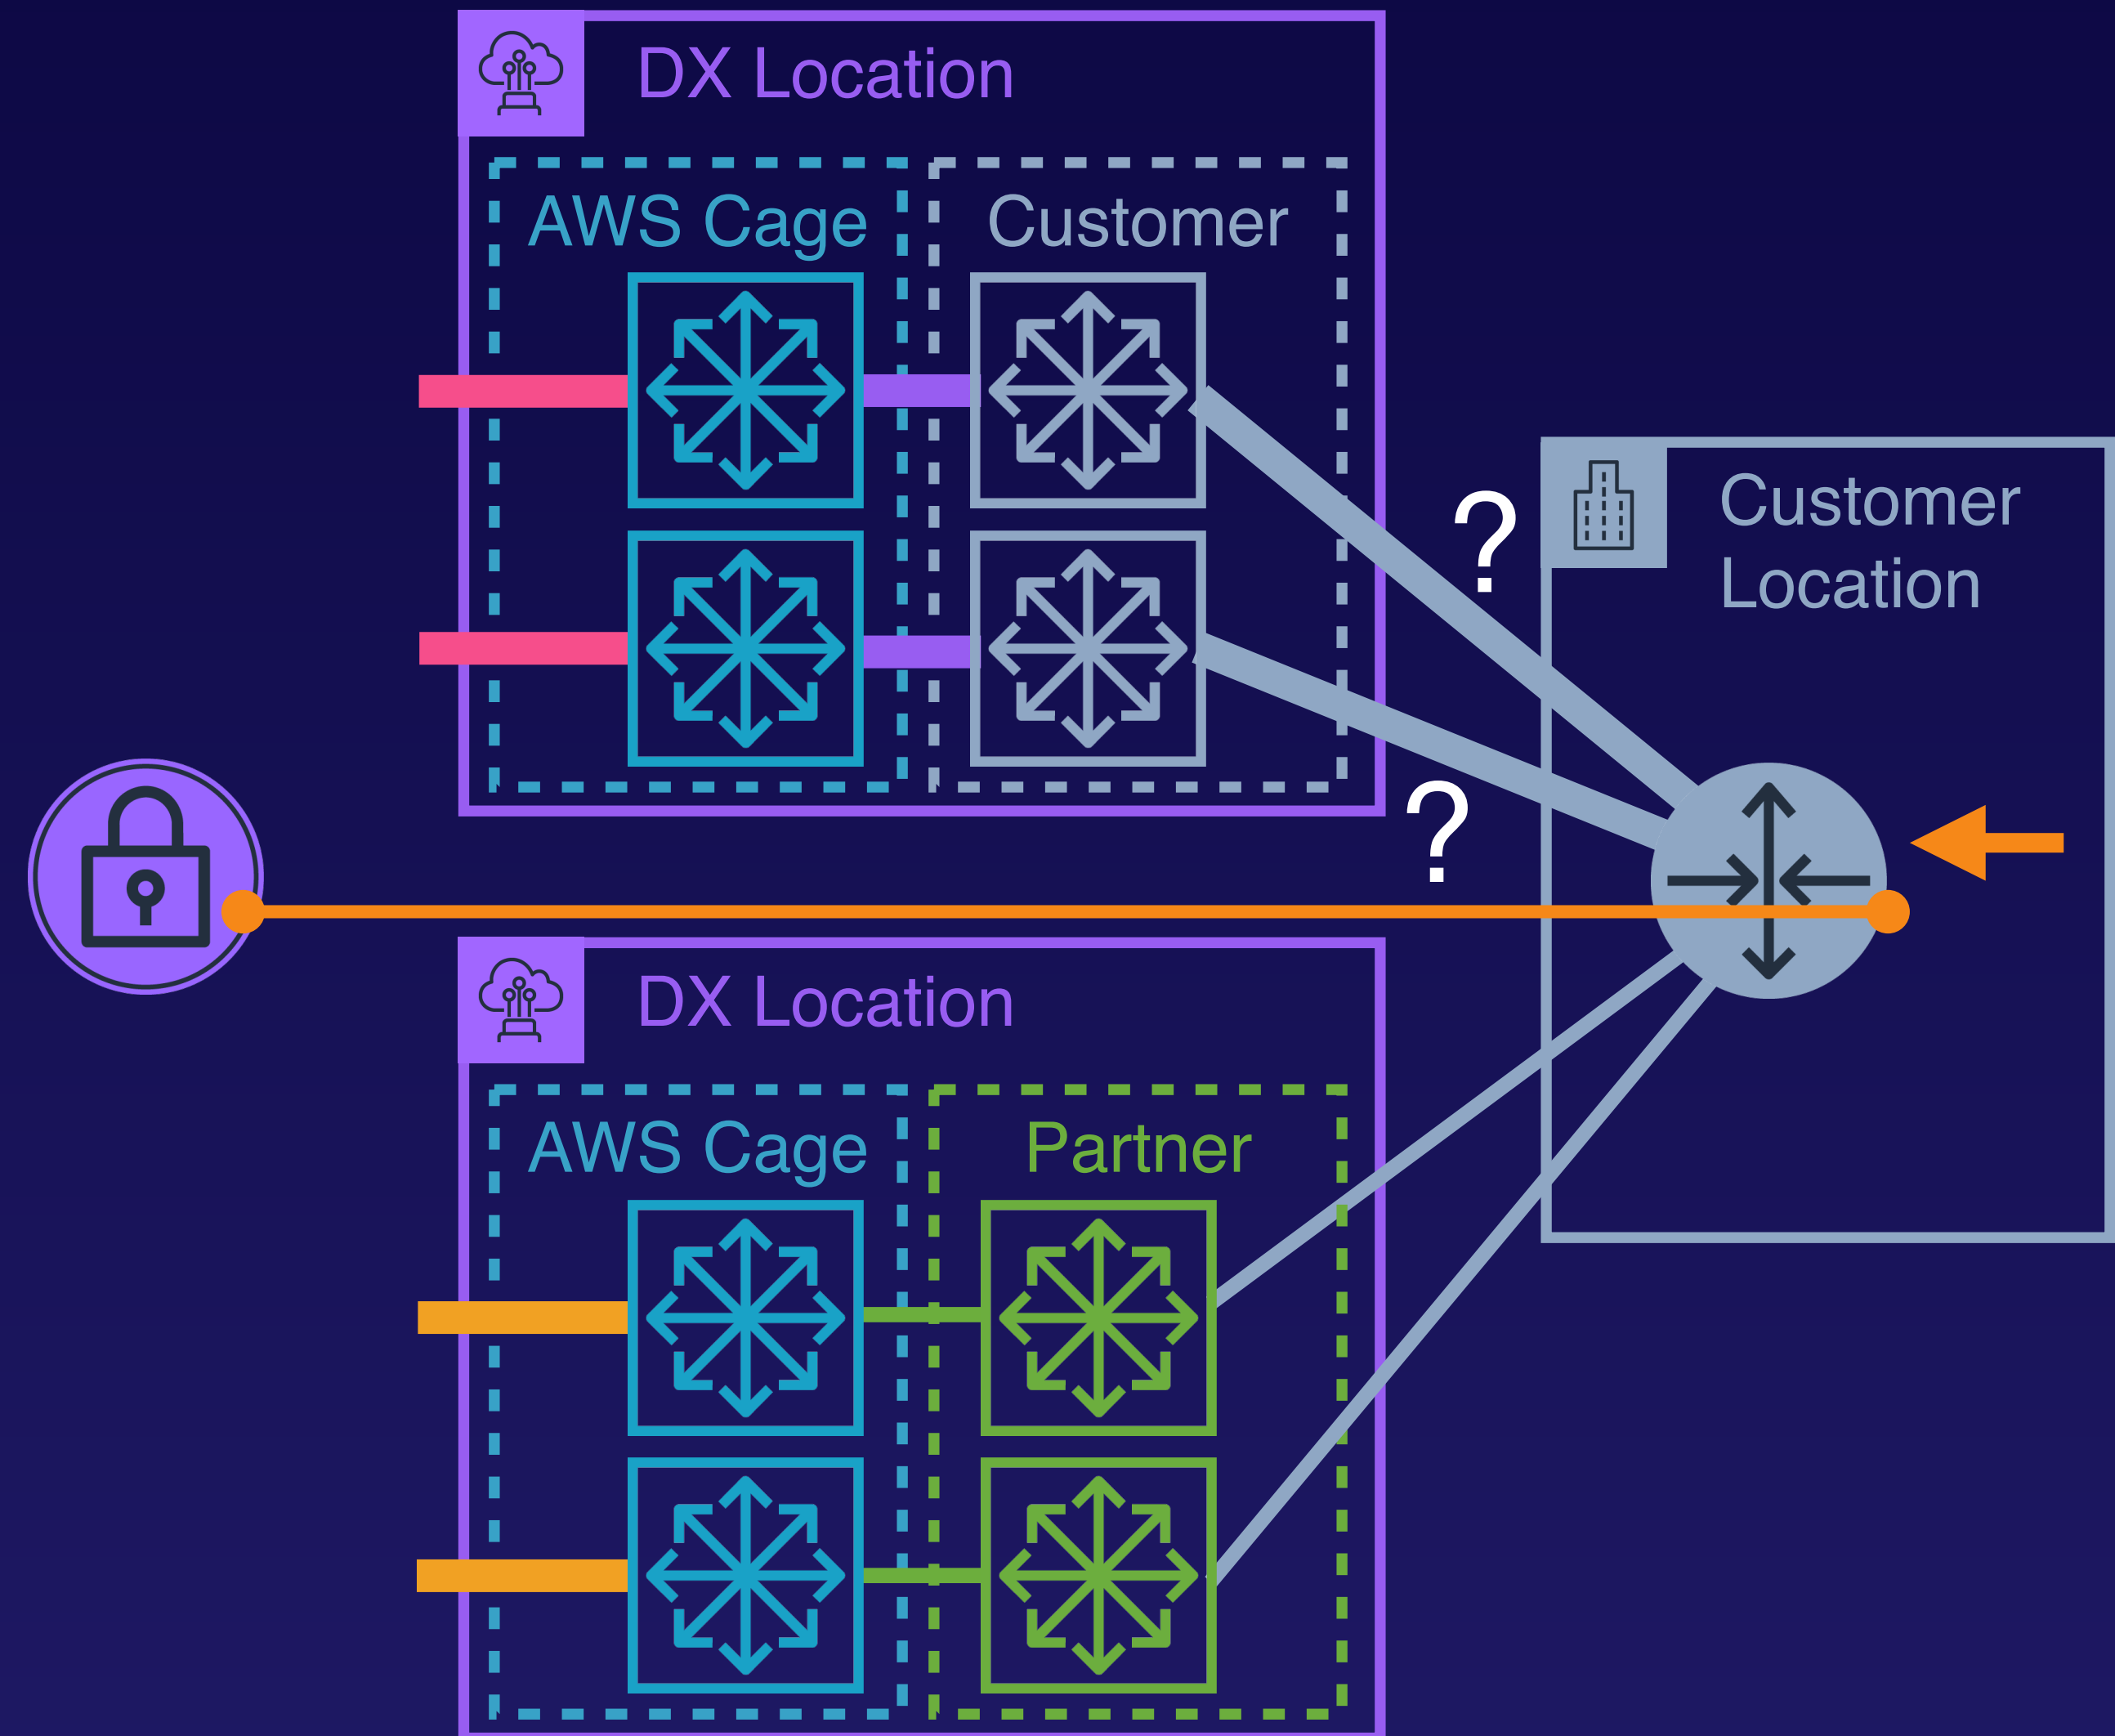 DX Location
AWS Cage
Customer
?
Customer
Location
?
DX Location
AWS Cage
Partner